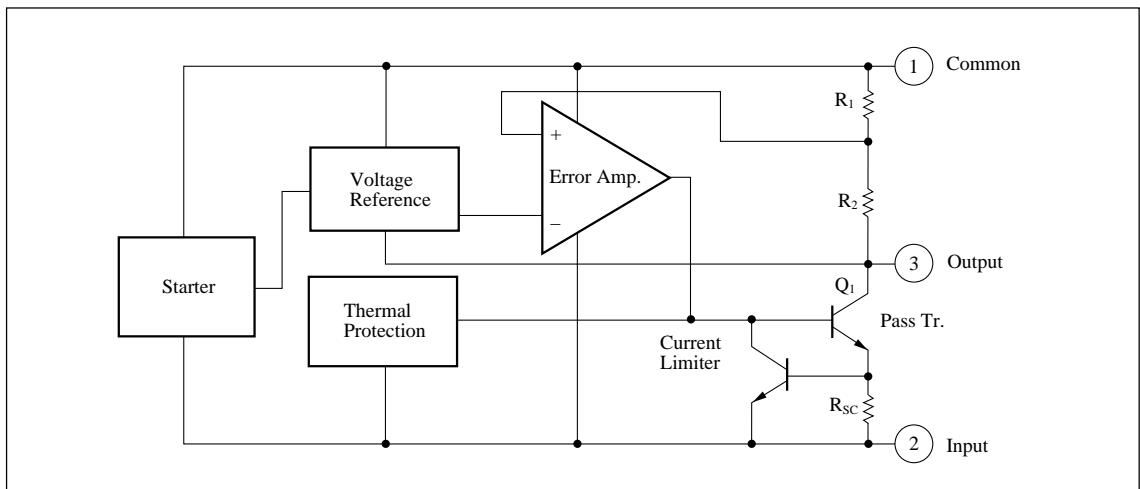 1 Common
R1
+
Error Amp.
−
Voltage
Reference
R2
Starter
3 Output
Q1
Pass Tr.
Thermal
Protection
Current
Limiter
RSC
2 Input